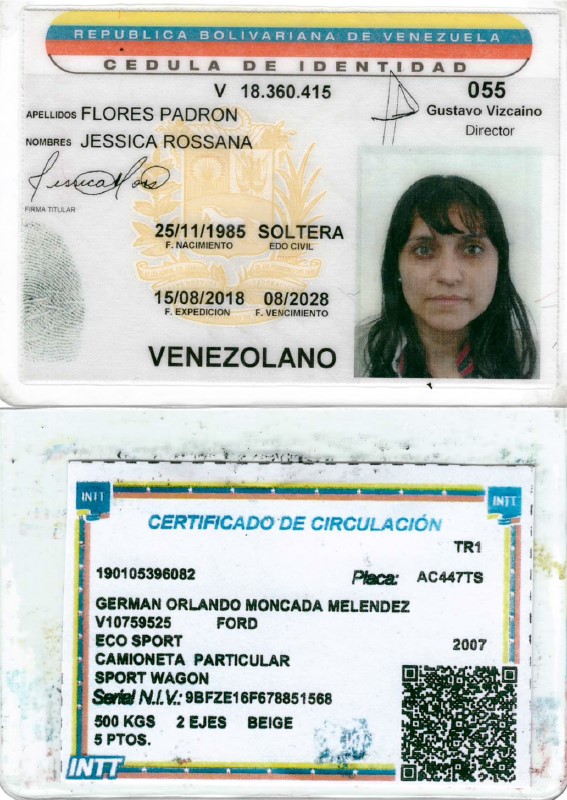 REPUBLICA BOLIVARIANA DE VENEZUELA
CEDULA DE IDENTIDAD
V 18.360.415
055
Gustavo Vizcaino
Director
APELLIDOS FLORES PADRON
NOMBRES JESSICA ROSSANA
FIRMA TITULAR
25/11/1985 SOLTERA
F. NACIMIENTO EDO CIVIL
15/08/2018 08/2028
F. EXPEDICION F. VENCIMIENTO
VENEZOLANO
INTT INTT
CERTIFICADO DE CIRCULACIÓN
TR1
190105396082 Placa: AC447TS
GERMAN ORLANDO MONCADA MELENDEZ
V10759525 FORD
ECO SPORT 2007
CAMIONETA PARTICULAR
SPORT WAGON
Serial N.I.V.: 9BFZE16F678851568
500 KGS 2 EJES BEIGE
5 PTOS.
INTT